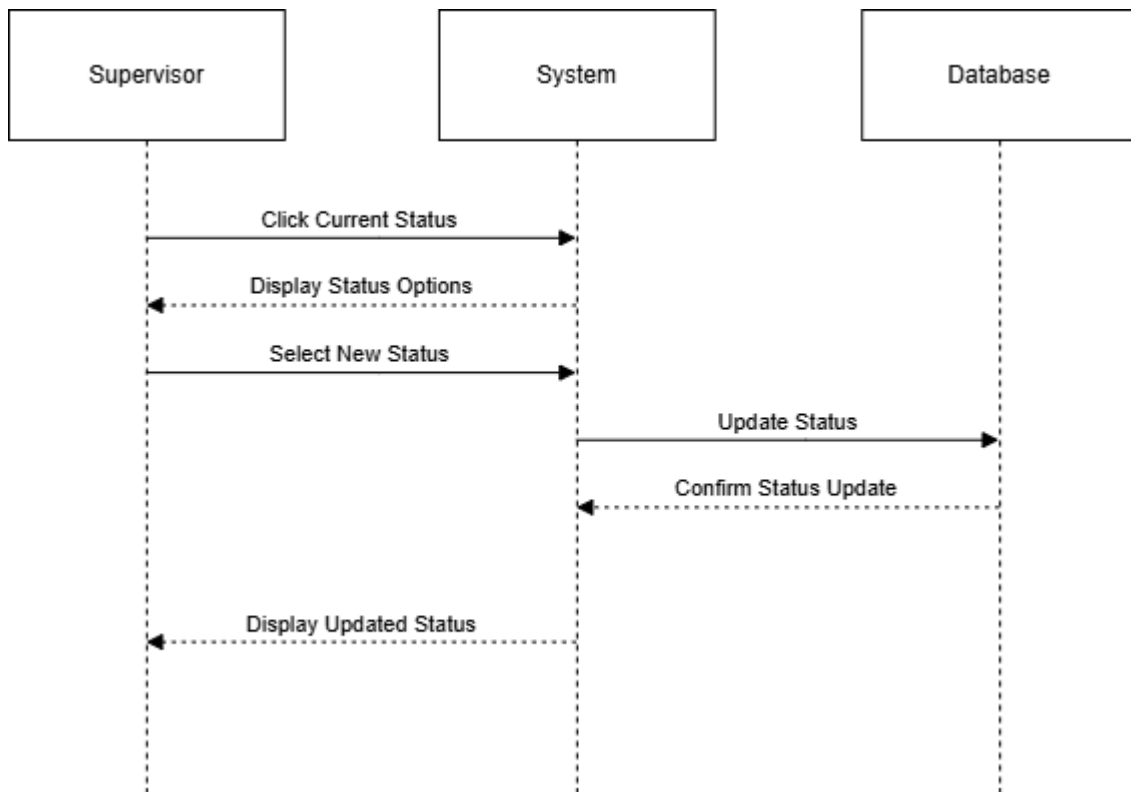 Supervisor
System
Database
Click Current Status
Display Status Options
Select New Status
Update Status
Confirm Status Update
Display Updated Status